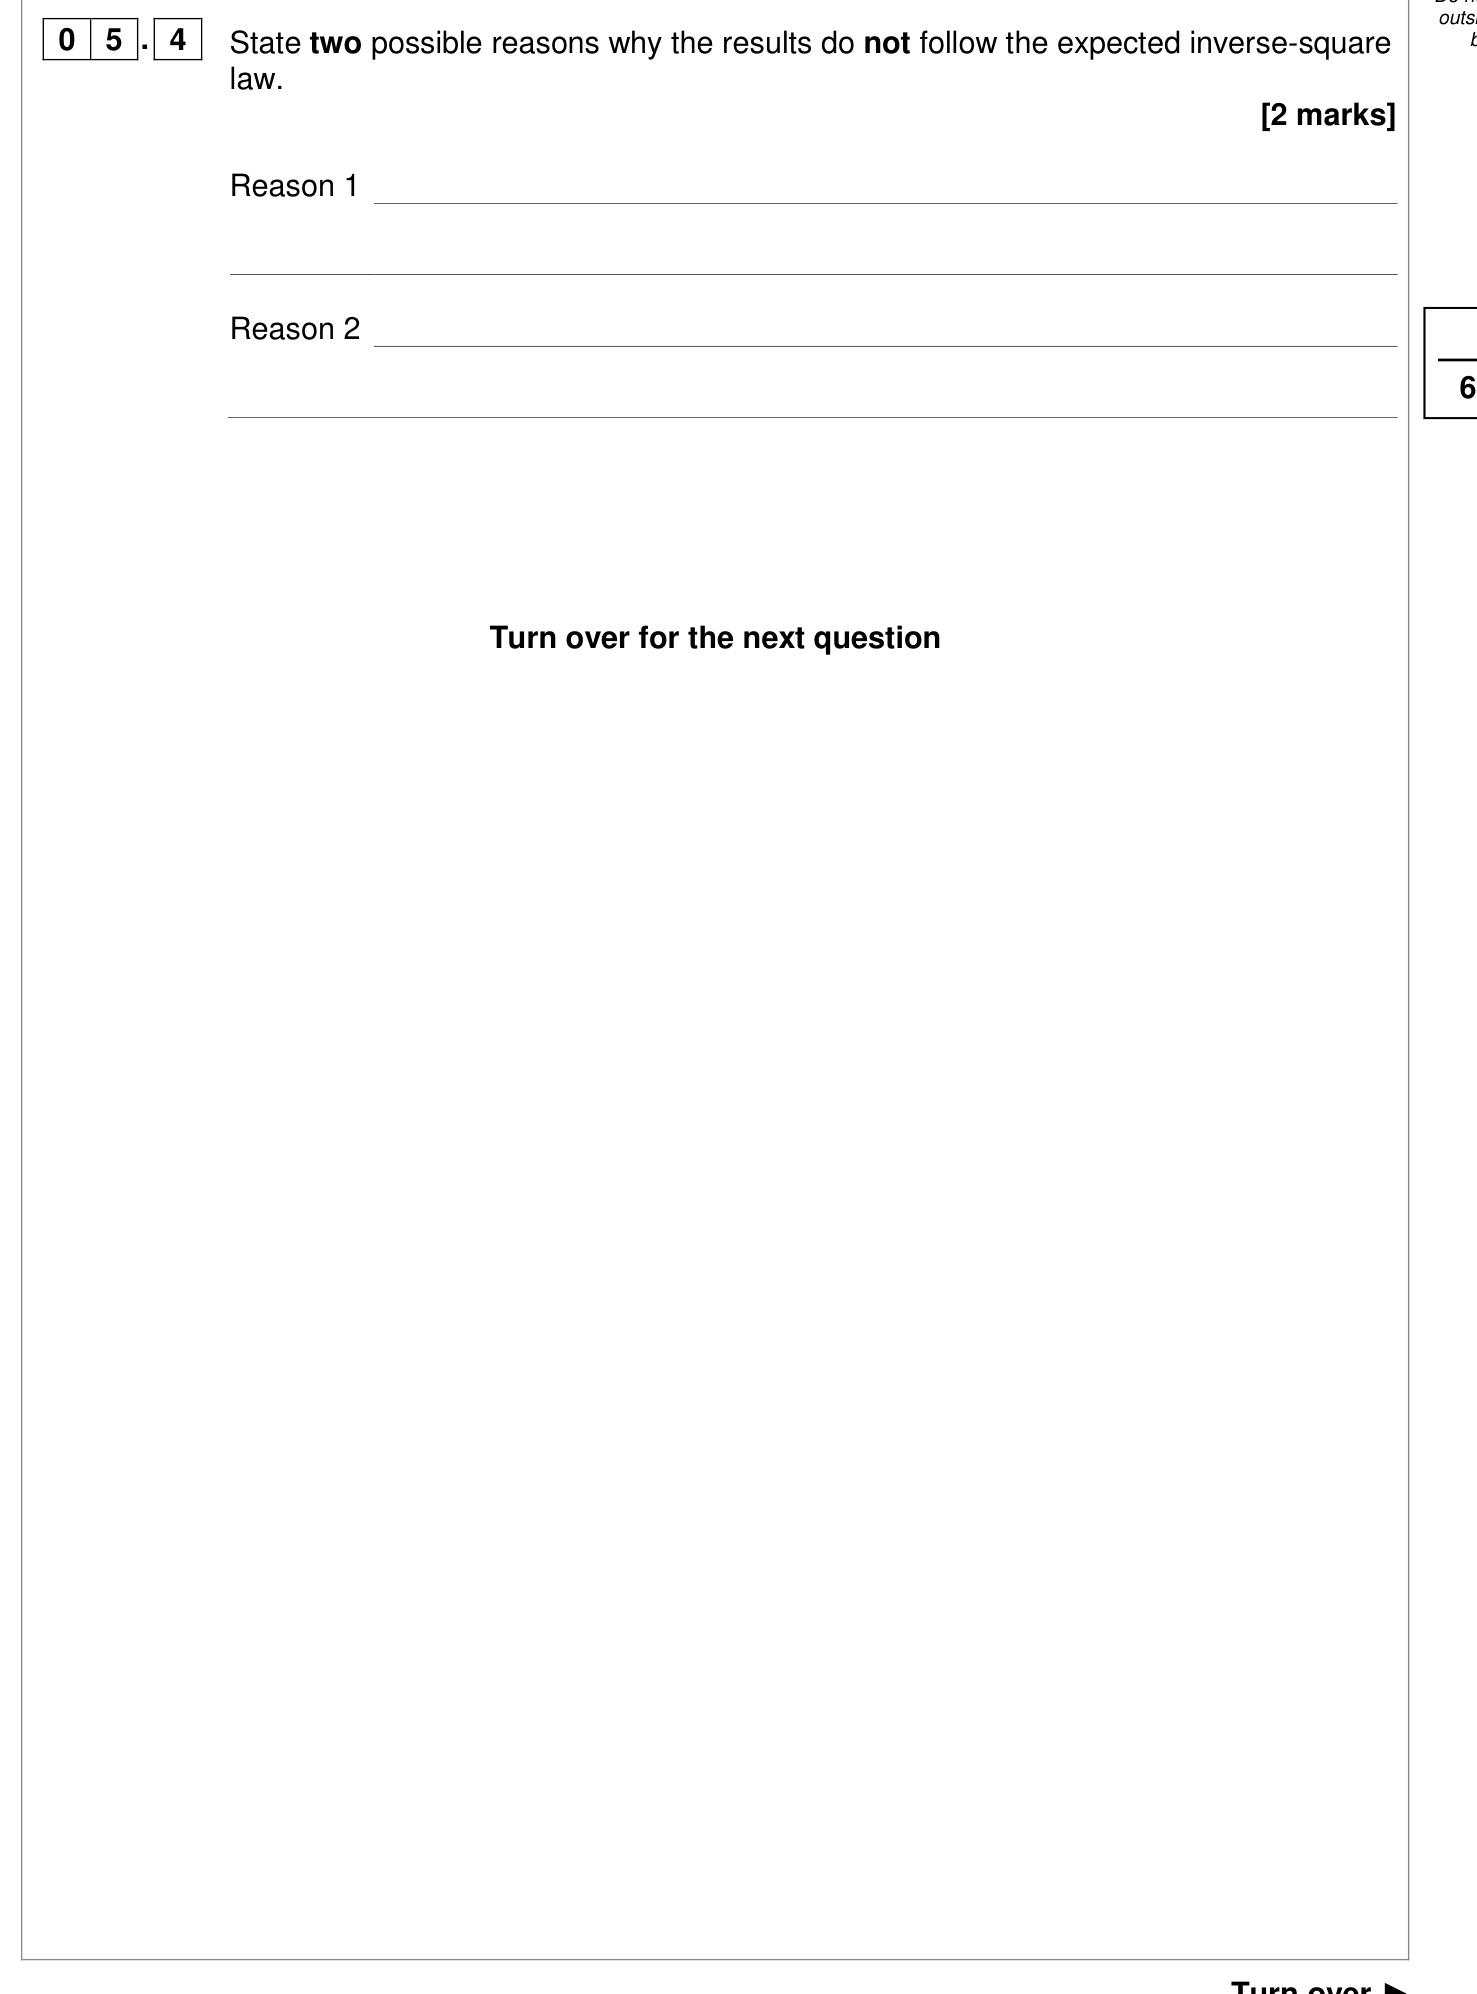 outs
0 5 . 4 State two possible reasons why the results do not follow the expected inverse-square
law.
[2 marks]
Reason 1
Reason 2
6
Turn over for the next question
Turn over ►